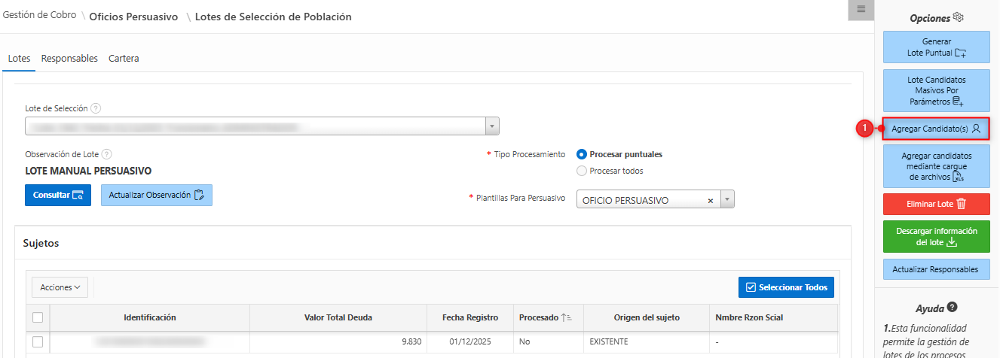 Gestión de Cobro \ Oficios Persuasivo \ Lotes de Selección de Población
Lotes Responsables Cartera
Lote de Selección ?
Observación de Lote ?
LOTE MANUAL PERSUASIVO
Consultar Actualizar Observación
* Tipo Procesamiento Procesar puntuales
Procesar todos
* Plantillas Para Persuasivo OFICIO PERSUASIVO ×
Sujetos
Acciones Seleccionar Todos
Identificación Valor Total Deuda Fecha Registro Procesado Origen del sujeto Nmbre Rzon Scial
9.830 01/12/2025 No EXISTENTE -
Opciones
Generar
Lote Puntual
Lote Candidatos
Masivos Por
Parámetros
1 Agregar Candidato(s)
Agregar candidatos
mediante cargue
de archivos XLS
Eliminar Lote
Descargar información
del lote
Actualizar Responsables
Ayuda ?
1.Esta funcionalidad
permite la gestión de
lotes de los procesos